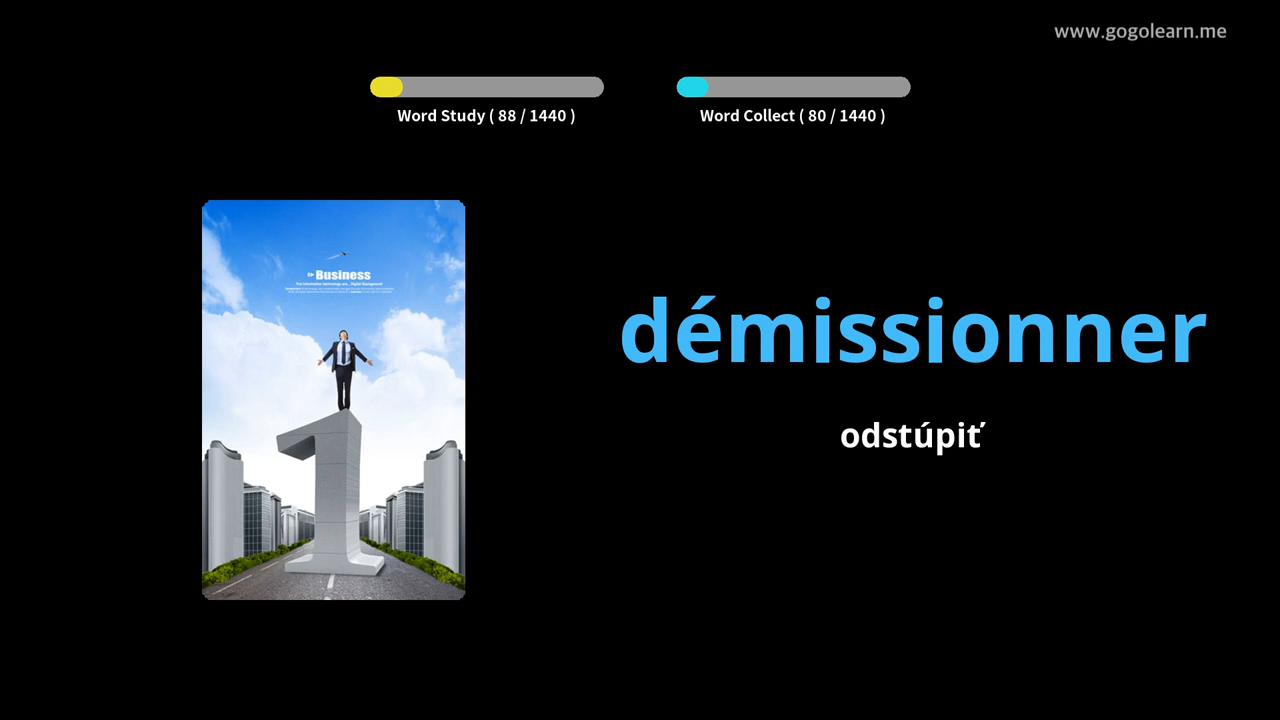 www.gogolearn.me
Word Study ( 88 / 1440 )
Word Collect ( 80 / 1440 )
Business
démissionner
odstúpiť